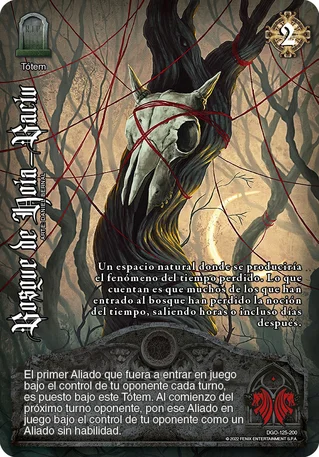 2
Tótem
Bosque de Hoia-Baciu
Un espacio natural donde se produciría
el fenómeno del tiempo perdido. Lo que
cuentan es que muchos de los que han
entrado al bosque han perdido la noción
del tiempo, saliendo horas o incluso días
después.
El primer Aliado que fuera a entrar en juego
bajo el control de tu oponente cada turno,
es puesto bajo este Tótem. Al comienzo del
próximo turno oponente, pon ese Aliado en
juego bajo el control de tu oponente como un
Aliado sin habilidad.
DGO-125-200
© 2022 FENIX ENTERTAINMENT S.P.A.